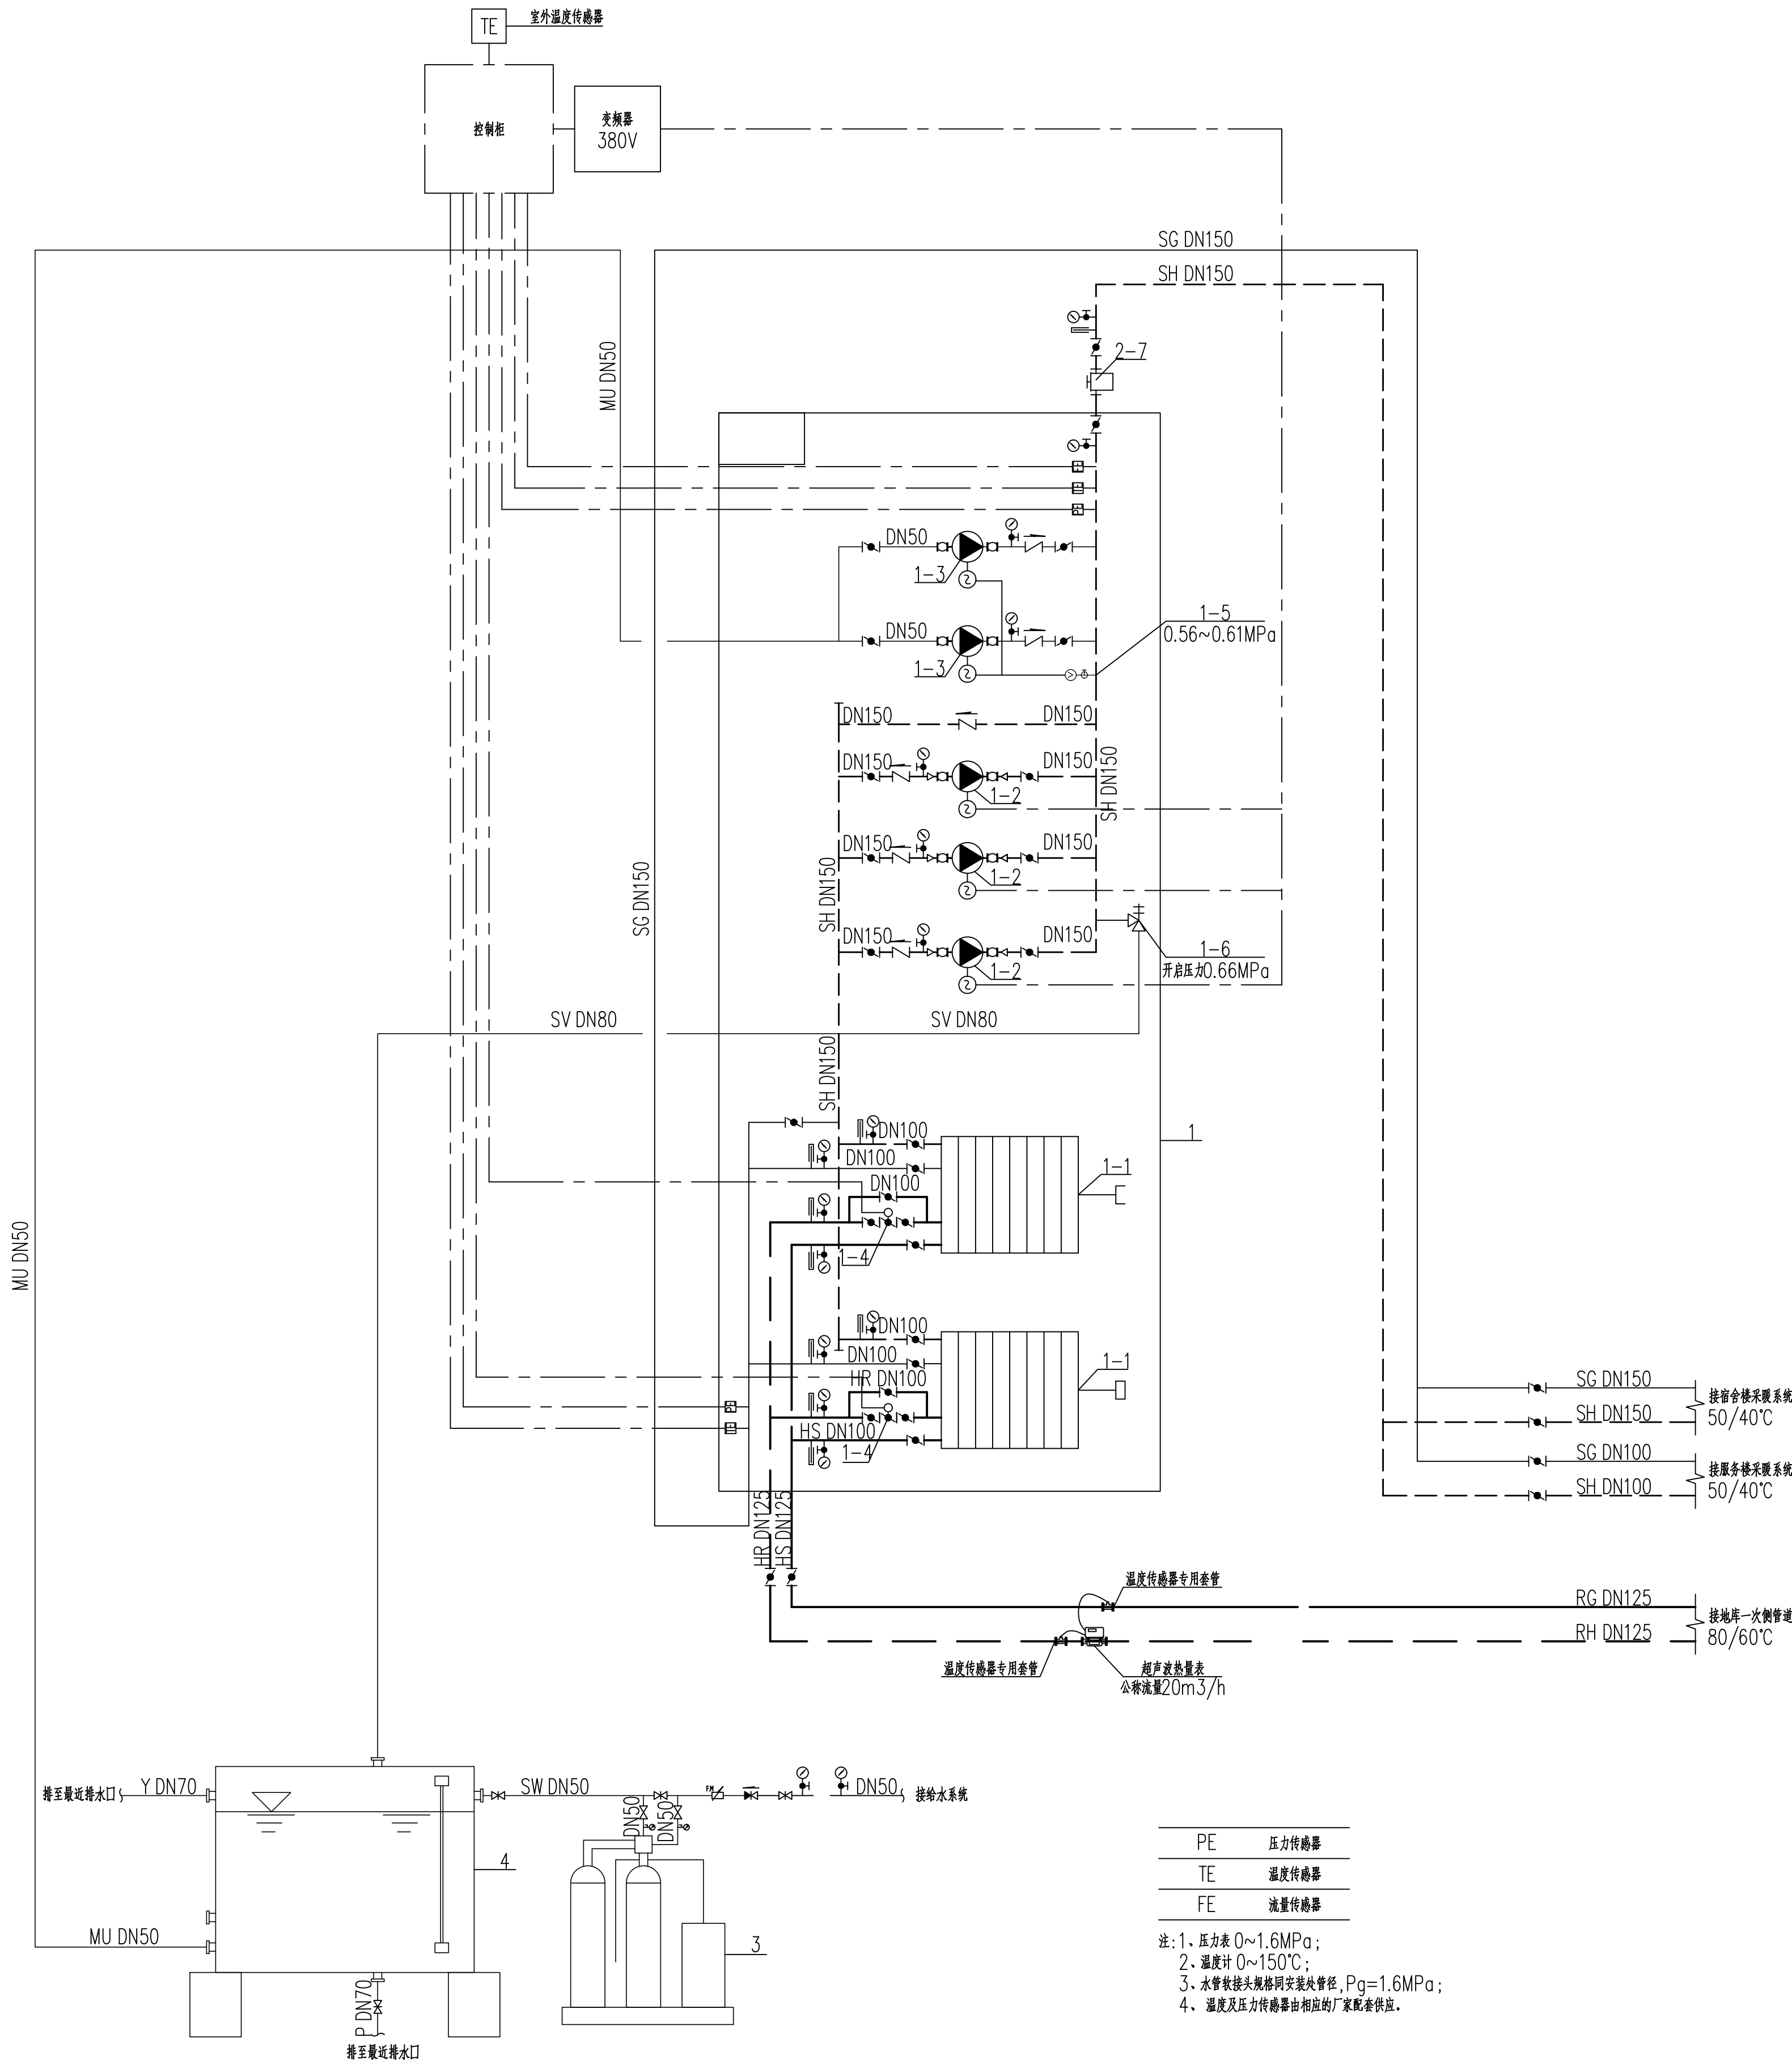 TE
室外温度传感器
控制柜
变频器
380V
SG DN150
SH DN150
MU DN50
2-7
DN50
1-3
DN50
1-3
1-5
0.56~0.61MPa
DN150
DN150
DN150
DN150
SH DN150
1-2
DN150
DN150
1-2
SG DN150
SH DN150
DN150
DN150
1-2
1-6
开启压力0.66MPa
SV DN80
SV DN80
SH DN150
DN100
DN100
DN100
1
1-1
1-4
MU DN50
DN100
DN100
HR DN100
1-1
HS DN100
1-4
SG DN150
接宿舍楼采暖系统
SH DN150
50/40℃
SG DN100
接服务楼采暖系统
SH DN100
50/40℃
HR DN125
HS DN125
温度传感器专用套管
RG DN125
接地库一次侧管道
RH DN125
80/60℃
温度传感器专用套管
超声波热量表
公称流量20m3/h
排至最近排水口
Y DN70
SW DN50
F.M
DN50
接给水系统
DN50
DN50
4
MU DN50
3
P DN70
排至最近排水口
PE 压力传感器
TE 温度传感器
FE 流量传感器
注:1、压力表 0~1.6MPa;
2、温度计 0~150℃;
3、水管软接头规格同安装处管径,Pg=1.6MPa;
4、温度及压力传感器由相应的厂家配套供应.